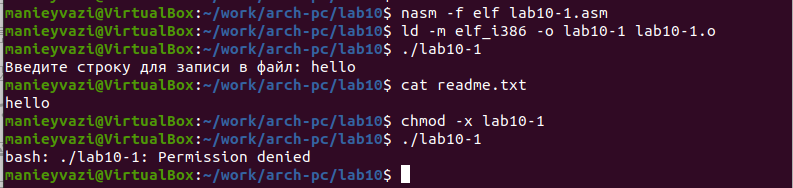 manieyvazi@VirtualBox:~/work/arch-pc/lab10$ nasm -f elf lab10-1.asm
manieyvazi@VirtualBox:~/work/arch-pc/lab10$ ld -m elf_i386 -o lab10-1 lab10-1.o
manieyvazi@VirtualBox:~/work/arch-pc/lab10$ ./lab10-1
Введите строку для записи в файл: hello
manieyvazi@VirtualBox:~/work/arch-pc/lab10$ cat readme.txt
hello
manieyvazi@VirtualBox:~/work/arch-pc/lab10$ chmod -x lab10-1
manieyvazi@VirtualBox:~/work/arch-pc/lab10$ ./lab10-1
bash: ./lab10-1: Permission denied
manieyvazi@VirtualBox:~/work/arch-pc/lab10$